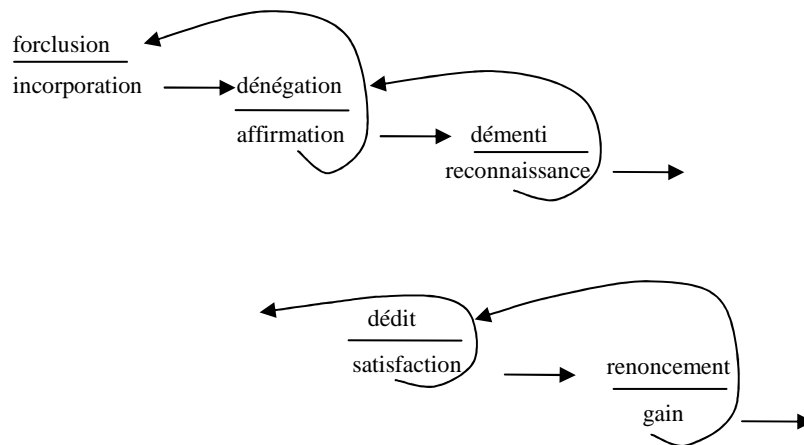 forclusion
incorporation
dénégation
affirmation
démenti
reconnaissance
dédit
satisfaction
renoncement
gain